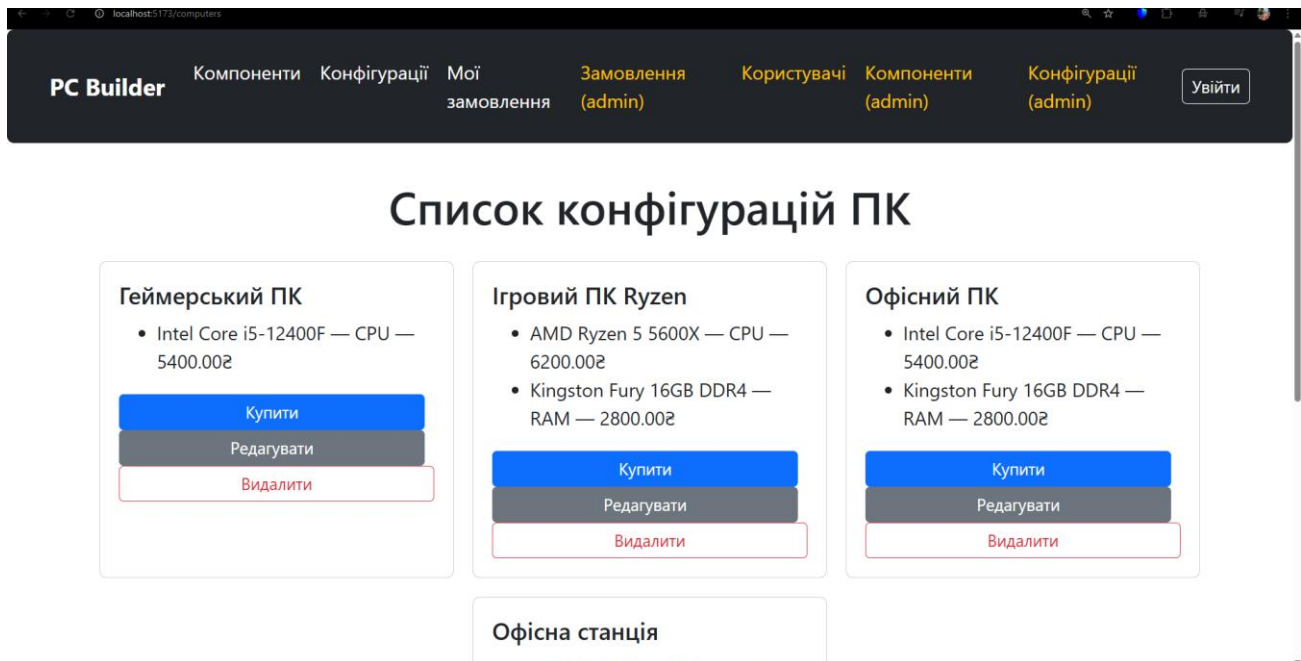 localhost:5173/computers
PC Builder
Компоненти
Конфігурації
Мої
замовлення
Замовлення
(admin)
Користувачі
Компоненти
(admin)
Конфігурації
(admin)
Увійти
Список конфігурацій ПК
Геймерський ПК
• Intel Core i5-12400F — CPU —
5400.00₴
Купити
Редагувати
Видалити
Ігровий ПК Ryzen
• AMD Ryzen 5 5600X — CPU —
6200.00₴
• Kingston Fury 16GB DDR4 —
RAM — 2800.00₴
Купити
Редагувати
Видалити
Офісний ПК
• Intel Core i5-12400F — CPU —
5400.00₴
• Kingston Fury 16GB DDR4 —
RAM — 2800.00₴
Купити
Редагувати
Видалити
Офісна станція